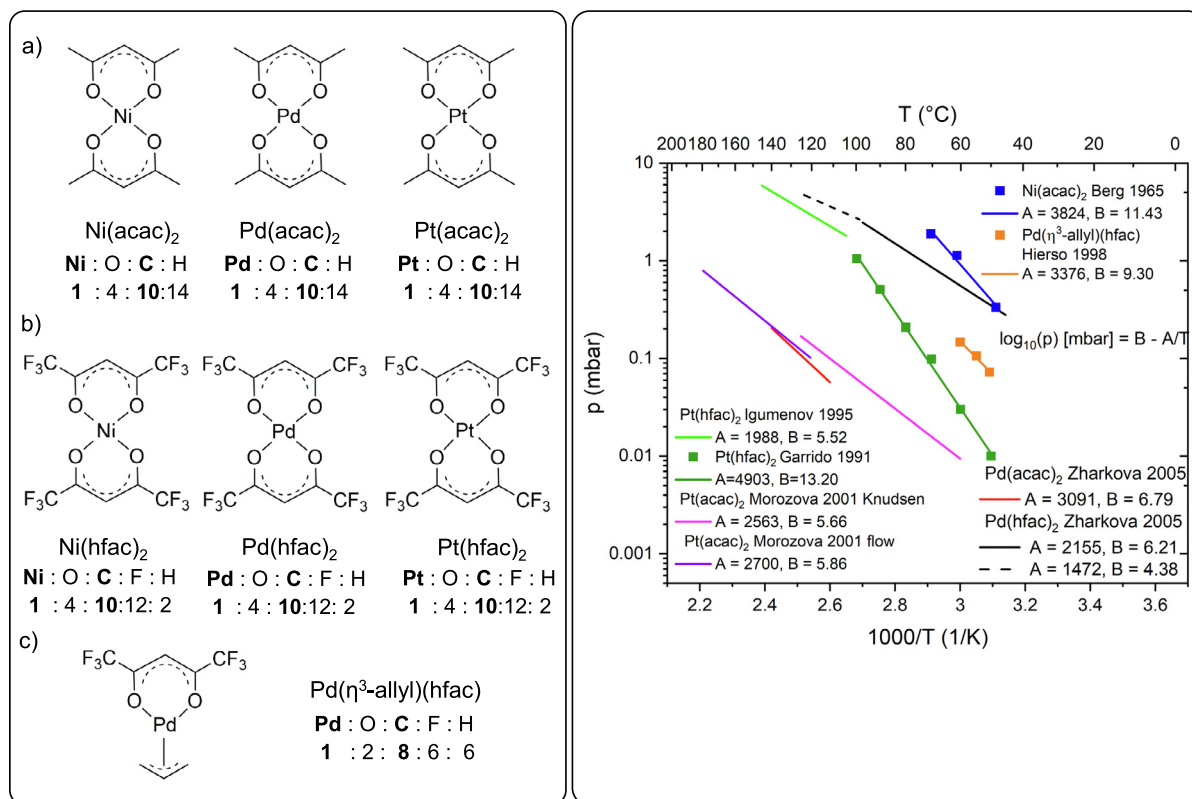 a)
O O O O O O
Ni Pd Pt
O O O O O O
Ni(acac)₂ Pd(acac)₂ Pt(acac)₂
Ni : O : C : H Pd : O : C : H Pt : O : C : H
1 : 4 : 10:14 1 : 4 : 10:14 1 : 4 : 10:14
b)
F₃C CF₃ F₃C CF₃ F₃C CF₃
O O O O O O
Ni Pd Pt
O O O O O O
F₃C CF₃ F₃C CF₃ F₃C CF₃
Ni(hfac)₂ Pd(hfac)₂ Pt(hfac)₂
Ni : O : C : F : H Pd : O : C : F : H Pt : O : C : F : H
1 : 4 : 10:12: 2 1 : 4 : 10:12: 2 1 : 4 : 10:12: 2
c)
F₃C CF₃
O O
Pd
Pd(η³-allyl)(hfac)
Pd : O : C : F : H
1 : 2 : 8 : 6 : 6
T (°C)
200 180 160 140 120 100 80 60 40 20 0
p (mbar)
10
1
0.1
0.01
0.001
Ni(acac)₂ Berg 1965
A = 3824, B = 11.43
Pd(η³-allyl)(hfac)
Hierso 1998
A = 3376, B = 9.30
log₁₀(p) [mbar] = B - A/T
Pt(hfac)₂ Igumenov 1995
A = 1988, B = 5.52
Pt(hfac)₂ Garrido 1991
A=4903, B=13.20
Pt(acac)₂ Morozova 2001 Knudsen
A = 2563, B = 5.66
Pt(acac)₂ Morozova 2001 flow
A = 2700, B = 5.86
Pd(acac)₂ Zharkova 2005
A = 3091, B = 6.79
Pd(hfac)₂ Zharkova 2005
A = 2155, B = 6.21
A = 1472, B = 4.38
2.2 2.4 2.6 2.8 3 3.2 3.4 3.6
1000/T (1/K)